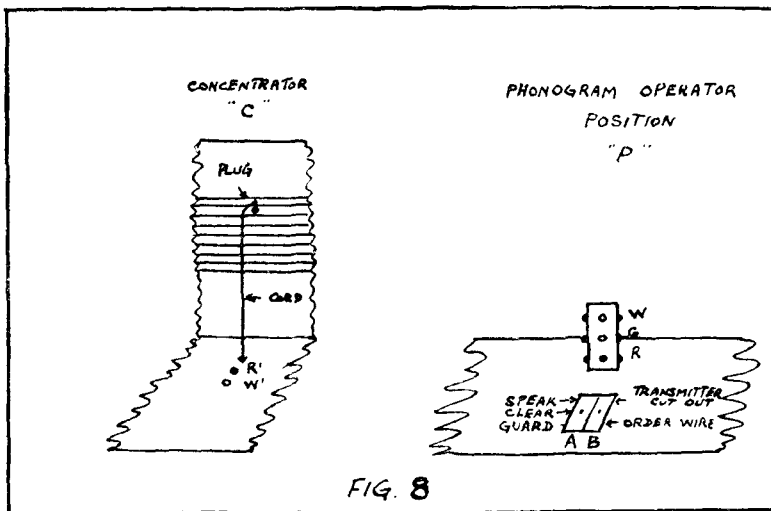 CONCENTRATOR
"C"
PLUG
CORD
R'
W'
PHONOGRAM OPERATOR
POSITION
"P"
W
G
R
SPEAK
CLEAR
GUARD
TRANSMITTER
CUT OUT
ORDER WIRE
A B
FIG. 8